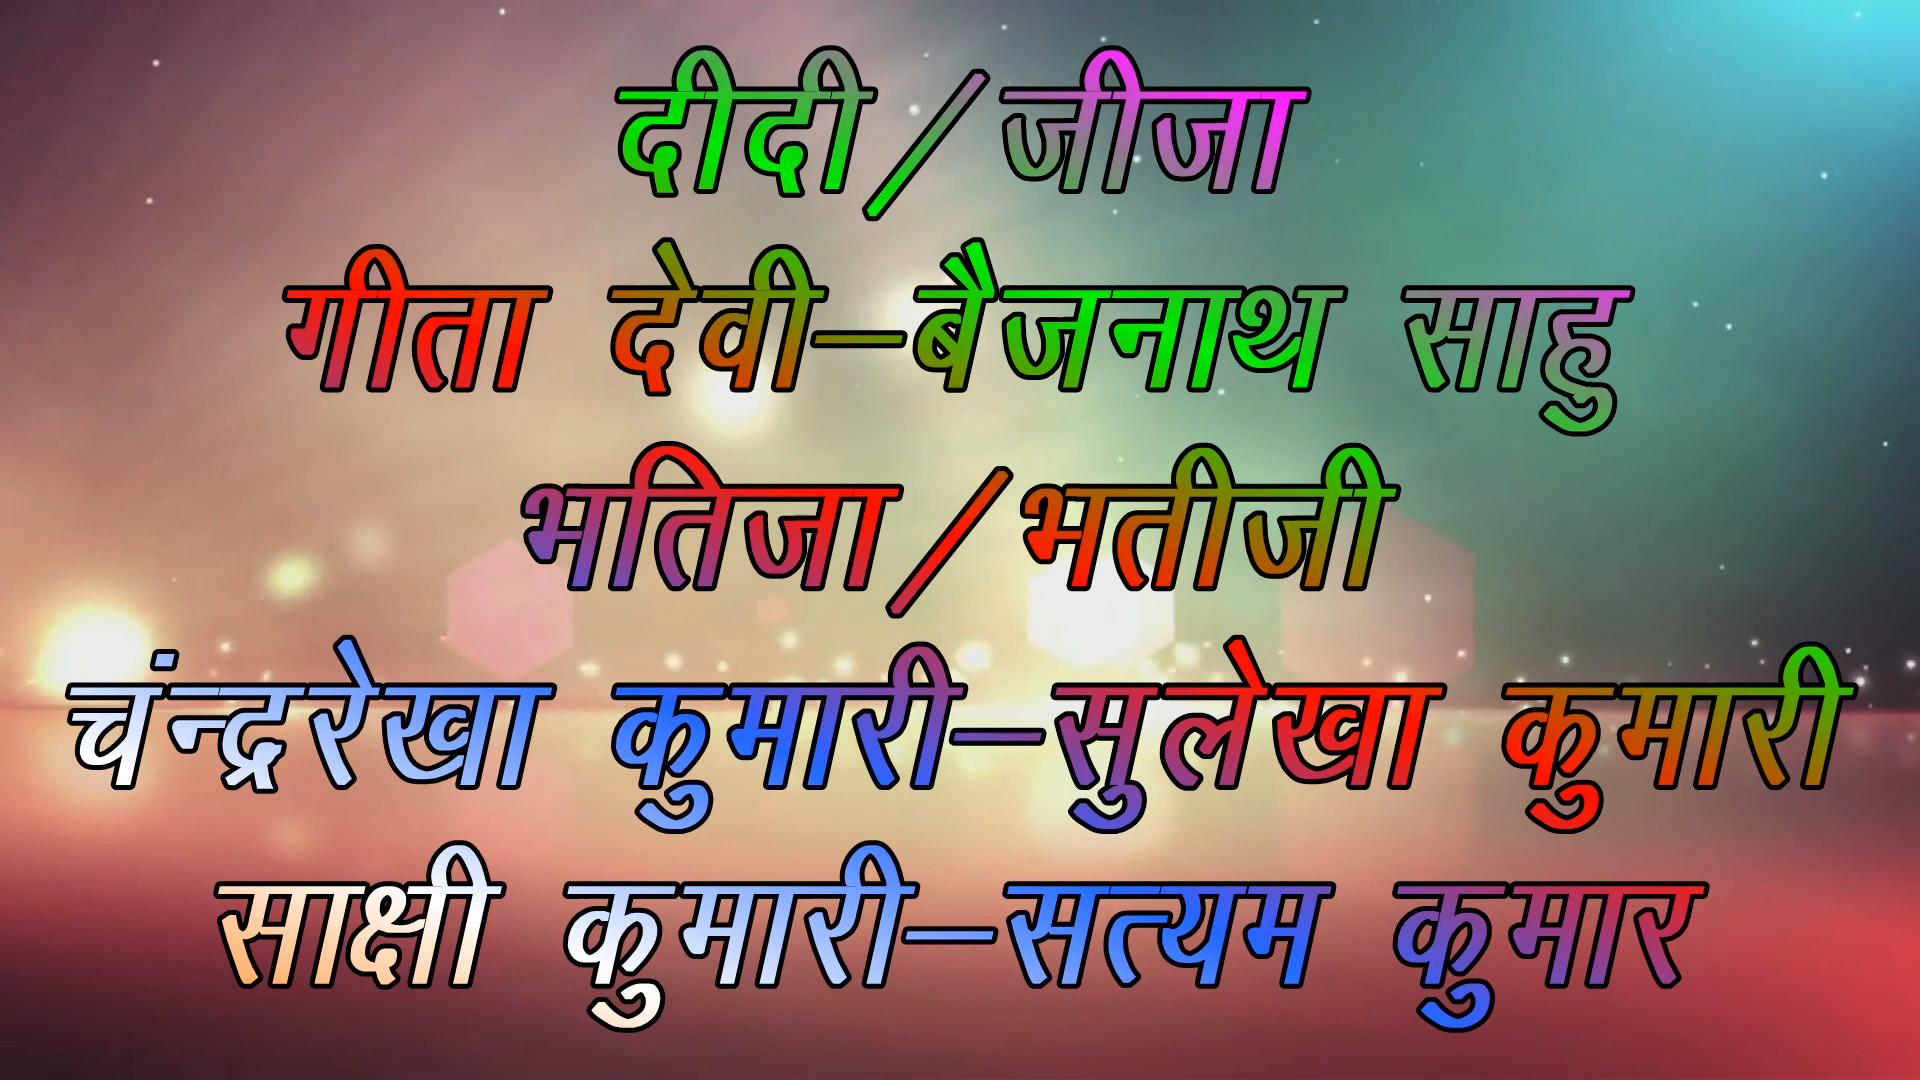 दीदी/जीजा
गीता देवी–बैजनाथ साहु
भतिजा/भतीजी
चंन्द्ररेखा कुमारी–सुलेखा कुमारी
साक्षी कुमारी–सत्यम कुमार